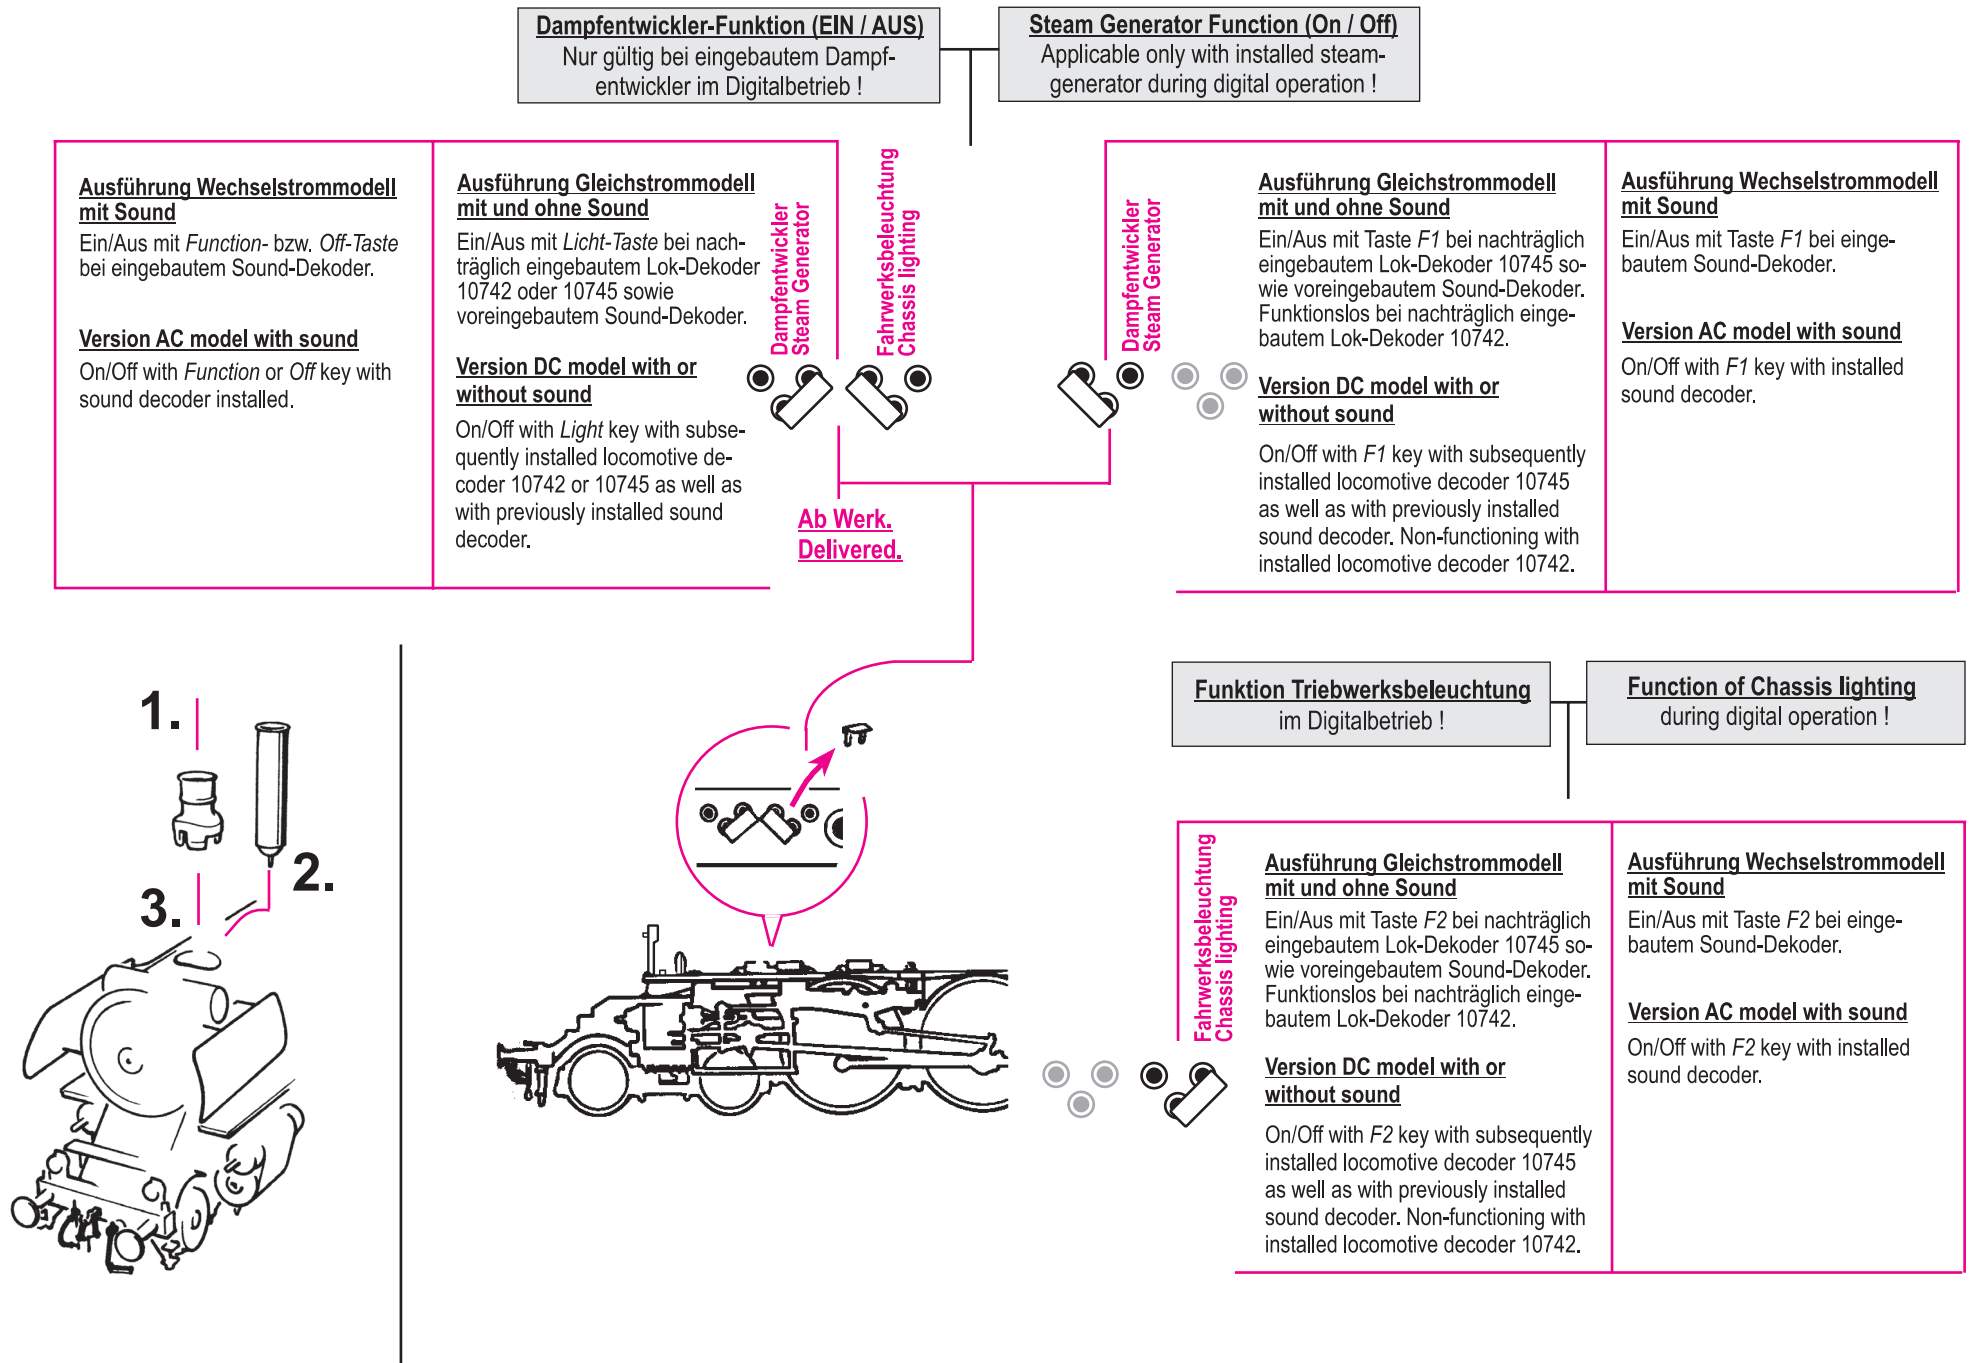 Dampfentwickler-Funktion (EIN / AUS)
Nur gültig bei eingebautem Dampf-
entwickler im Digitalbetrieb !
Steam Generator Function (On / Off)
Applicable only with installed steam-
generator during digital operation !
Ausführung Wechselstrommodell
mit Sound
Ein/Aus mit Function- bzw. Off-Taste
bei eingebautem Sound-Dekoder.
Version AC model with sound
On/Off with Function or Off key with
sound decoder installed.
Ausführung Gleichstrommodell
mit und ohne Sound
Ein/Aus mit Licht-Taste bei nach-
träglich eingebautem Lok-Dekoder
10742 oder 10745 sowie
voreingebautem Sound-Dekoder.
Version DC model with or
without sound
On/Off with Light key with subse-
quently installed locomotive de-
coder 10742 or 10745 as well as
with previously installed sound
decoder.
Dampfentwickler
Steam Generator
Fahrwerksbeleuchtung
Chassis lighting
Ab Werk.
Delivered.
Dampfentwickler
Steam Generator
Ausführung Gleichstrommodell
mit und ohne Sound
Ein/Aus mit Taste F1 bei nachträglich
eingebautem Lok-Dekoder 10745 so-
wie voreingebautem Sound-Dekoder.
Funktionslos bei nachträglich einge-
bautem Lok-Dekoder 10742.
Version DC model with or
without sound
On/Off with F1 key with subsequently
installed locomotive decoder 10745
as well as with previously installed
sound decoder. Non-functioning with
installed locomotive decoder 10742.
Ausführung Wechselstrommodell
mit Sound
Ein/Aus mit Taste F1 bei einge-
bautem Sound-Dekoder.
Version AC model with sound
On/Off with F1 key with installed
sound decoder.
1.
2.
3.
Funktion Triebwerksbeleuchtung
im Digitalbetrieb !
Function of Chassis lighting
during digital operation !
Fahrwerksbeleuchtung
Chassis lighting
Ausführung Gleichstrommodell
mit und ohne Sound
Ein/Aus mit Taste F2 bei nachträglich
eingebautem Lok-Dekoder 10745 so-
wie voreingebautem Sound-Dekoder.
Funktionslos bei nachträglich einge-
bautem Lok-Dekoder 10742.
Version DC model with or
without sound
On/Off with F2 key with subsequently
installed locomotive decoder 10745
as well as with previously installed
sound decoder. Non-functioning with
installed locomotive decoder 10742.
Ausführung Wechselstrommodell
mit Sound
Ein/Aus mit Taste F2 bei einge-
bautem Sound-Dekoder.
Version AC model with sound
On/Off with F2 key with installed
sound decoder.